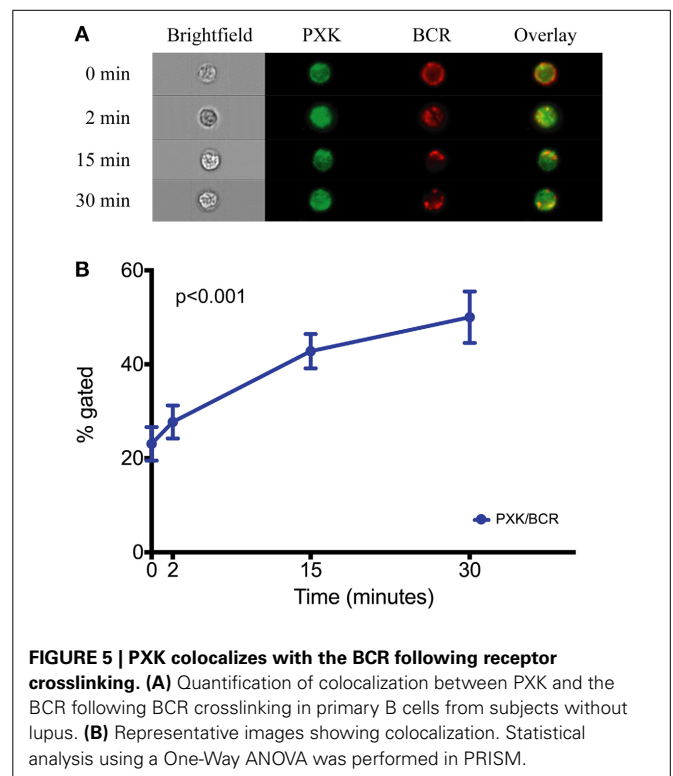 A
Brightfield PXK BCR Overlay
0 min
2 min
15 min
30 min
B
60
p<0.001
40
% gated
20
PXK/BCR
0
0 2 15 30
Time (minutes)
FIGURE 5 | PXK colocalizes with the BCR following receptor
crosslinking. (A) Quantification of colocalization between PXK and the
BCR following BCR crosslinking in primary B cells from subjects without
lupus. (B) Representative images showing colocalization. Statistical
analysis using a One-Way ANOVA was performed in PRISM.